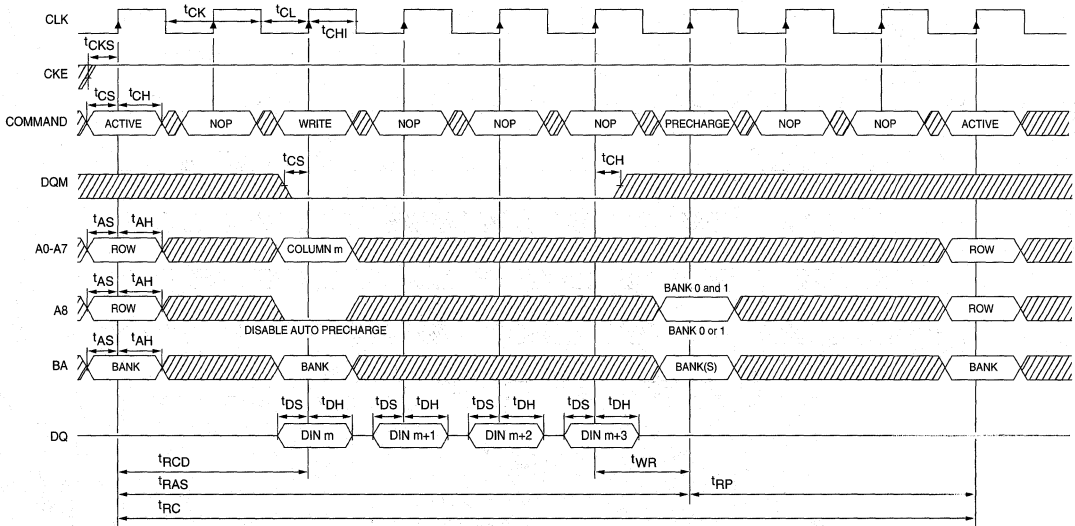 CLK tCK tCL tCHI
tCKS
CKE
tCS tCH
COMMAND ACTIVE NOP WRITE NOP NOP NOP PRECHARGE NOP NOP ACTIVE
tCS tCH
DQM
tAS tAH
A0-A7 ROW COLUMN m ROW
tAS tAH BANK 0 and 1
A8 ROW ROW
DISABLE AUTO PRECHARGE BANK 0 or 1
tAS tAH
BA BANK BANK BANK(S) BANK
tDS tDH tDS tDH tDS tDH tDS tDH
DQ DIN m DIN m+1 DIN m+2 DIN m+3
tRCD tWR
tRAS tRP
tRC